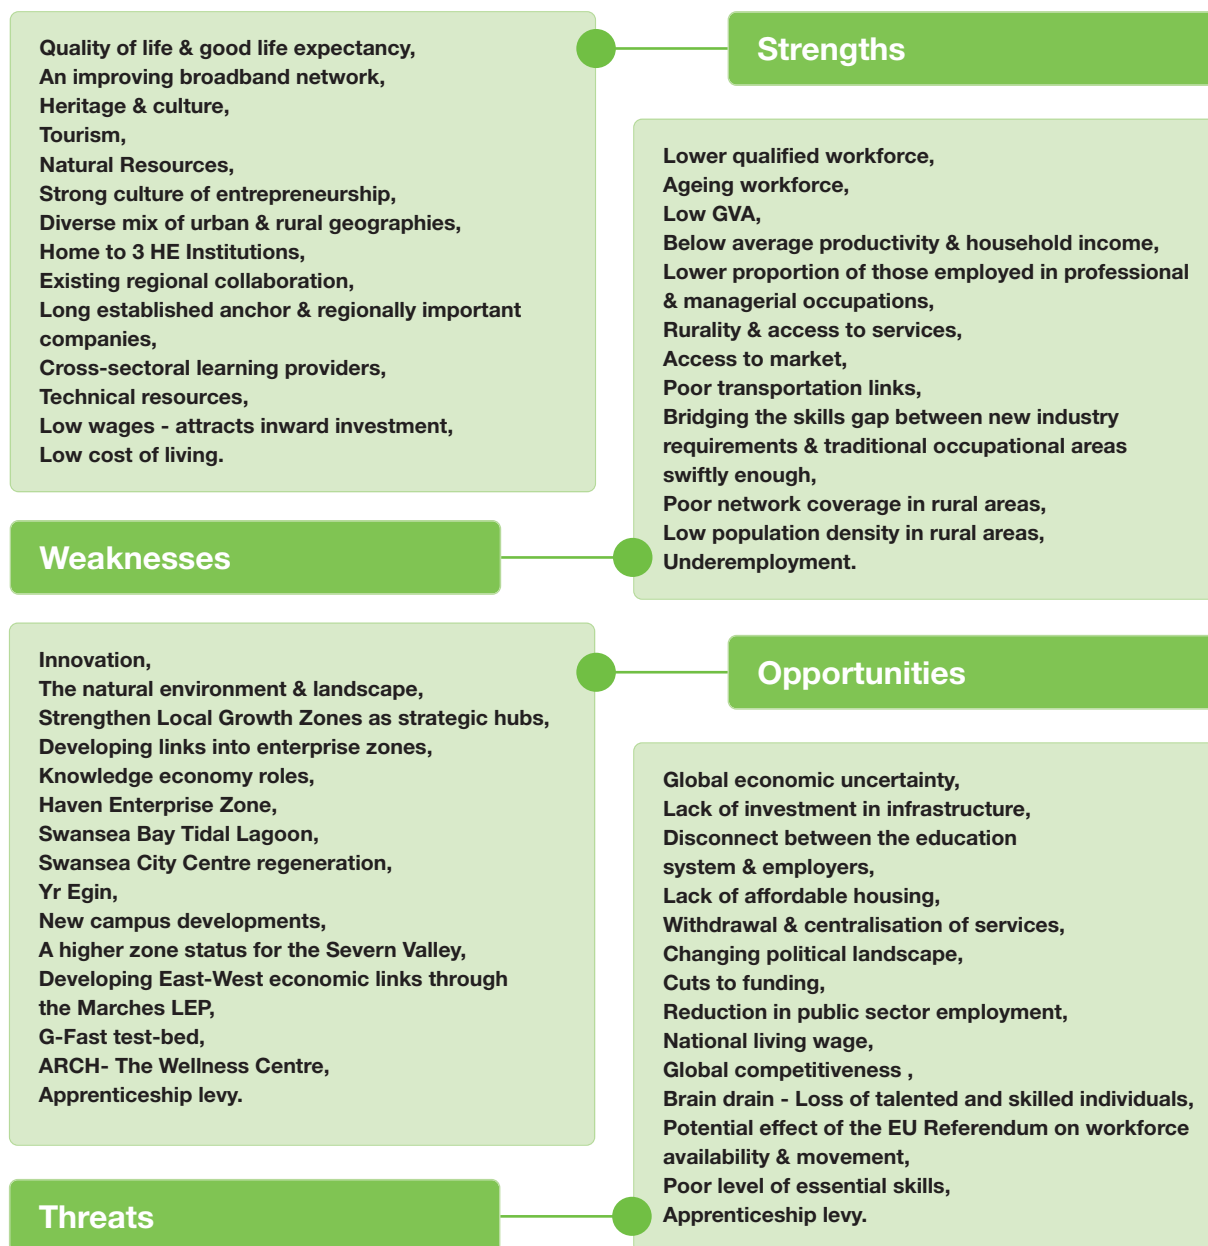 Strengths
Quality of life & good life expectancy,
An improving broadband network,
Heritage & culture,
Tourism,
Natural Resources,
Strong culture of entrepreneurship,
Diverse mix of urban & rural geographies,
Home to 3 HE Institutions,
Existing regional collaboration,
Long established anchor & regionally important
companies,
Cross-sectoral learning providers,
Technical resources,
Low wages - attracts inward investment,
Low cost of living.
Weaknesses
Lower qualified workforce,
Ageing workforce,
Low GVA,
Below average productivity & household income,
Lower proportion of those employed in professional
& managerial occupations,
Rurality & access to services,
Access to market,
Poor transportation links,
Bridging the skills gap between new industry
requirements & traditional occupational areas
swiftly enough,
Poor network coverage in rural areas,
Low population density in rural areas,
Underemployment.
Opportunities
Innovation,
The natural environment & landscape,
Strengthen Local Growth Zones as strategic hubs,
Developing links into enterprise zones,
Knowledge economy roles,
Haven Enterprise Zone,
Swansea Bay Tidal Lagoon,
Swansea City Centre regeneration,
Yr Egin,
New campus developments,
A higher zone status for the Severn Valley,
Developing East-West economic links through
the Marches LEP,
G-Fast test-bed,
ARCH- The Wellness Centre,
Apprenticeship levy.
Threats
Global economic uncertainty,
Lack of investment in infrastructure,
Disconnect between the education
system & employers,
Lack of affordable housing,
Withdrawal & centralisation of services,
Changing political landscape,
Cuts to funding,
Reduction in public sector employment,
National living wage,
Global competitiveness ,
Brain drain - Loss of talented and skilled individuals,
Potential effect of the EU Referendum on workforce
availability & movement,
Poor level of essential skills,
Apprenticeship levy.